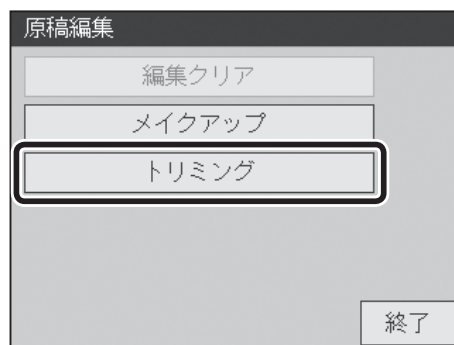 原稿編集
編集クリア
メイクアップ
トリミング
終了